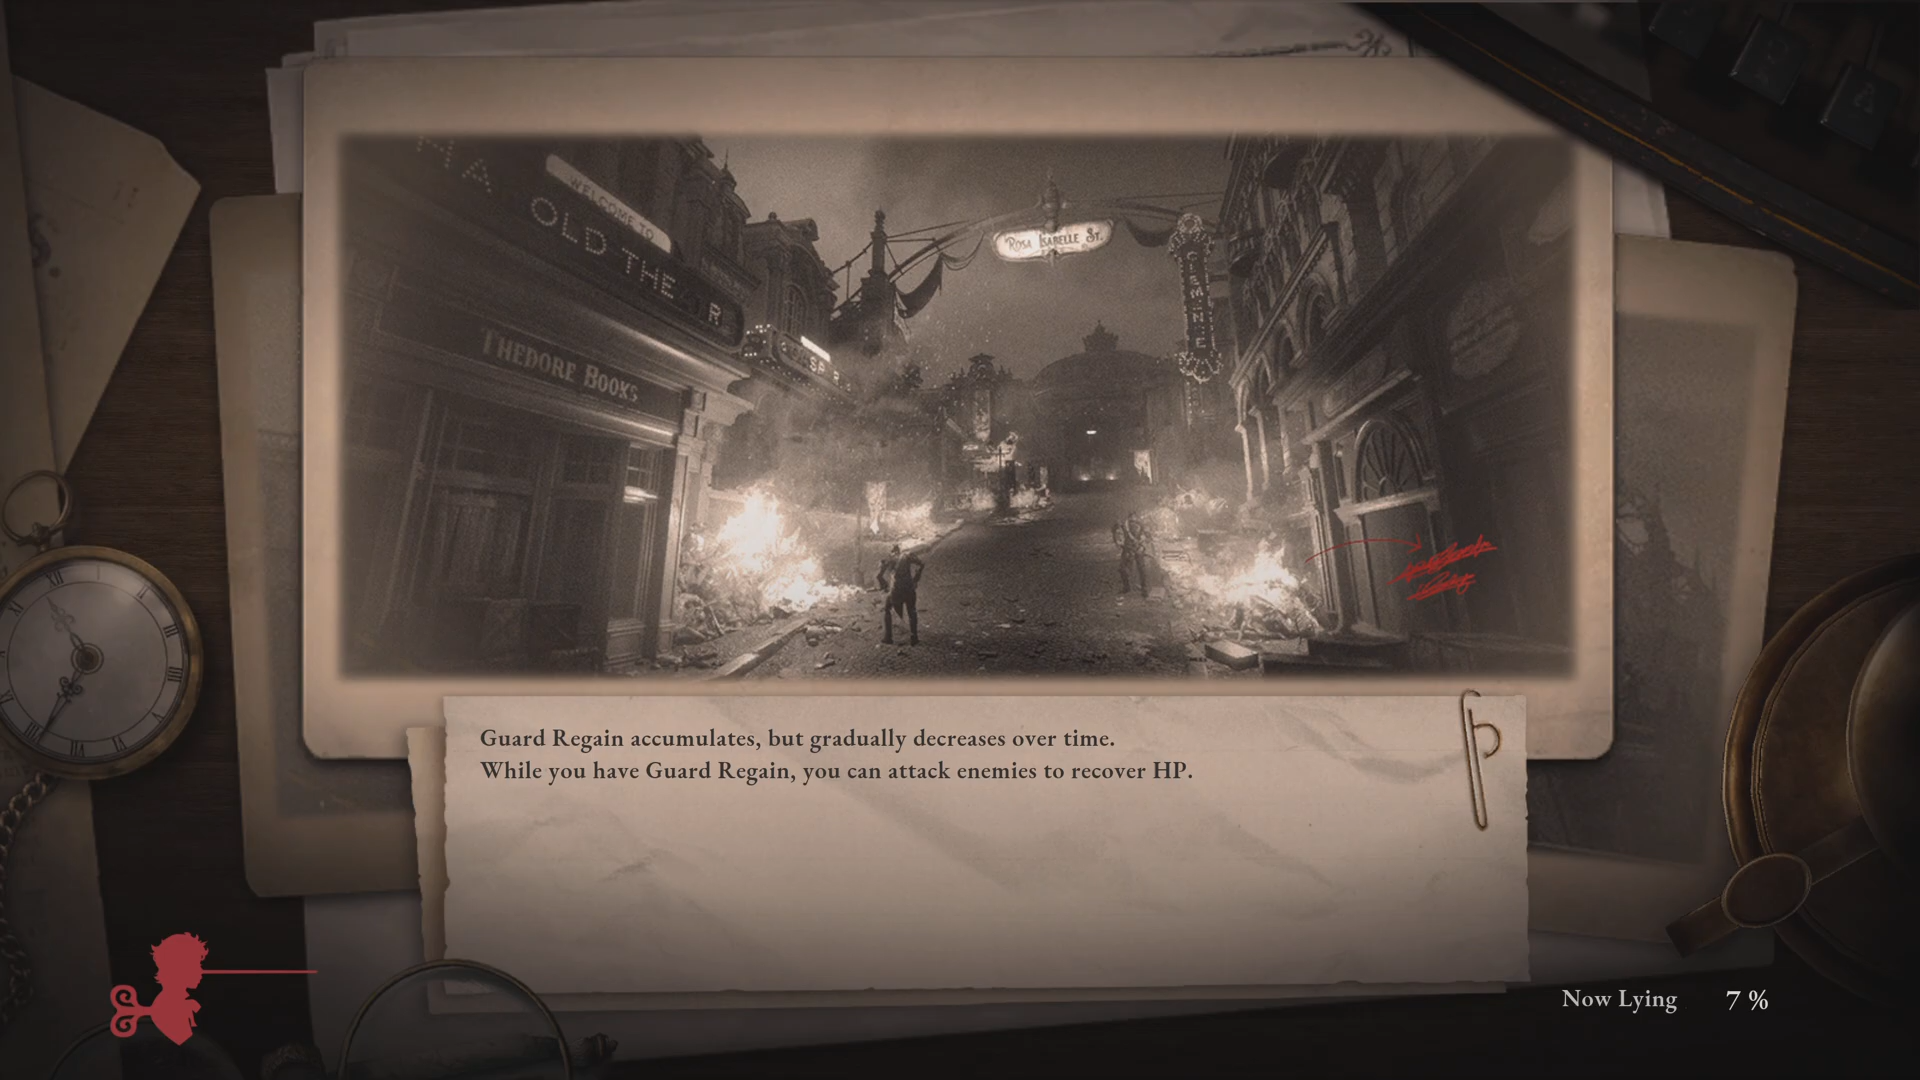 WELCOME TO
OLD THE R
THEDORE BOOKS
ROSA ISABELLE ST.
Guard Regain accumulates, but gradually decreases over time.
While you have Guard Regain, you can attack enemies to recover HP.
Now Lying 7 %